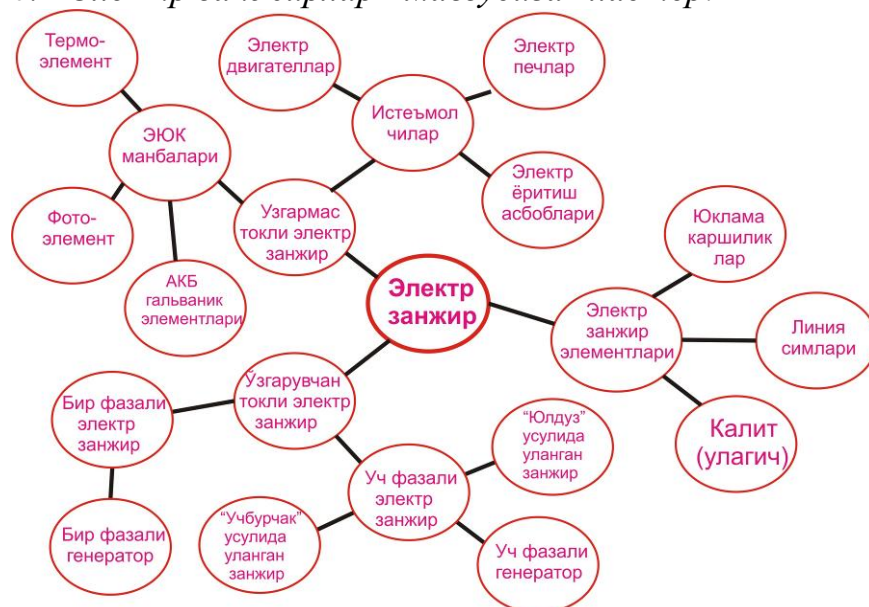 Термо-
элемент
Электр
двигателлар
Электр
печлар
ЭЮК
манбалари
Истеъмол
чилар
Электр
ёритиш
асбоблари
Фото-
элемент
Узгармас
токли электр
занжир
Юклама
каршилик
лар
АКБ
гальваник
элементлари
Электр
занжир
Электр
занжир
элементлари
Линия
симлари
Ўзгарувчан
токли электр
занжир
Бир фазали
электр
занжир
Калит
(улагич)
“Юлдуз”
усулида
уланган
занжир
Уч фазали
электр
занжир
“Учбурчак”
усулида
уланган
занжир
Бир фазали
генератор
Уч фазали
генератор